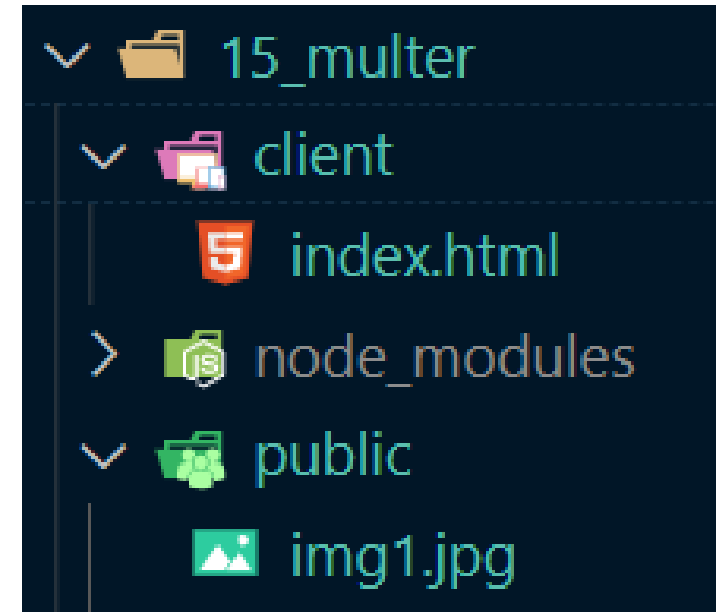 15_multer
client
index.html
node_modules
public
img1.jpg